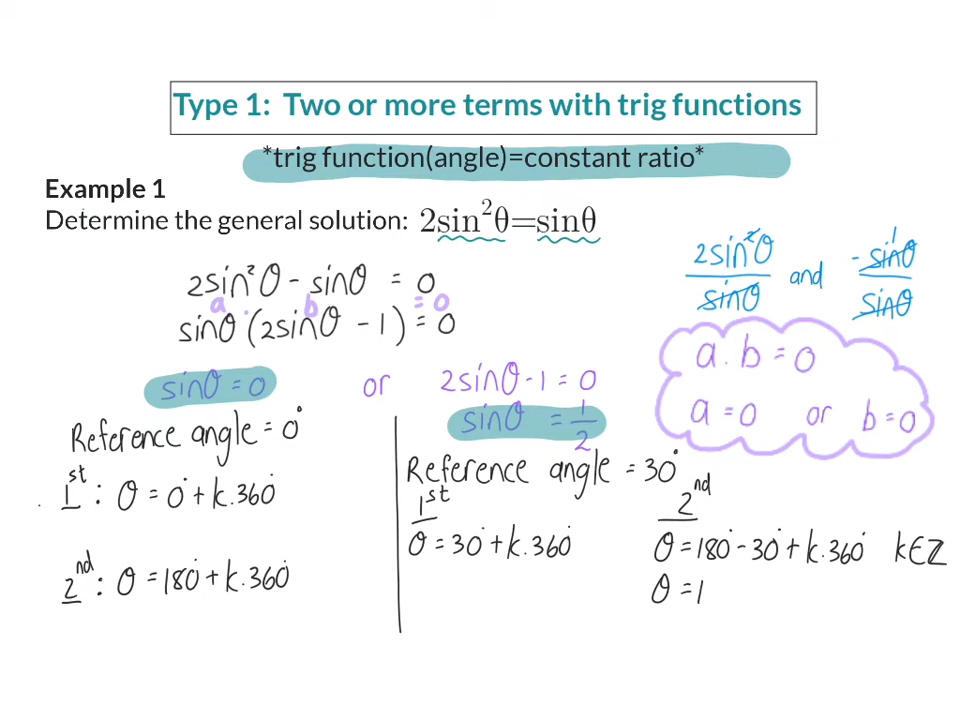 Type 1: Two or more terms with trig functions
*trig function(angle)=constant ratio*
Example 1
Determine the general solution: 2sin²θ=sinθ
2sin²θ - sinθ = 0
a . b = 0
sinθ (2sinθ - 1) = 0
2sin²θ/sinθ and -sinθ/sinθ
1
a . b = 0
a = 0 or b = 0
sinθ = 0 or 2sinθ - 1 = 0
sinθ = 1/2
Reference angle = 0°
1st : θ = 0° + k.360°
2nd : θ = 180° + k.360°
Reference angle = 30°
1st
θ = 30° + k.360°
2nd
θ = 180° - 30° + k.360° k∈Z
θ = 1